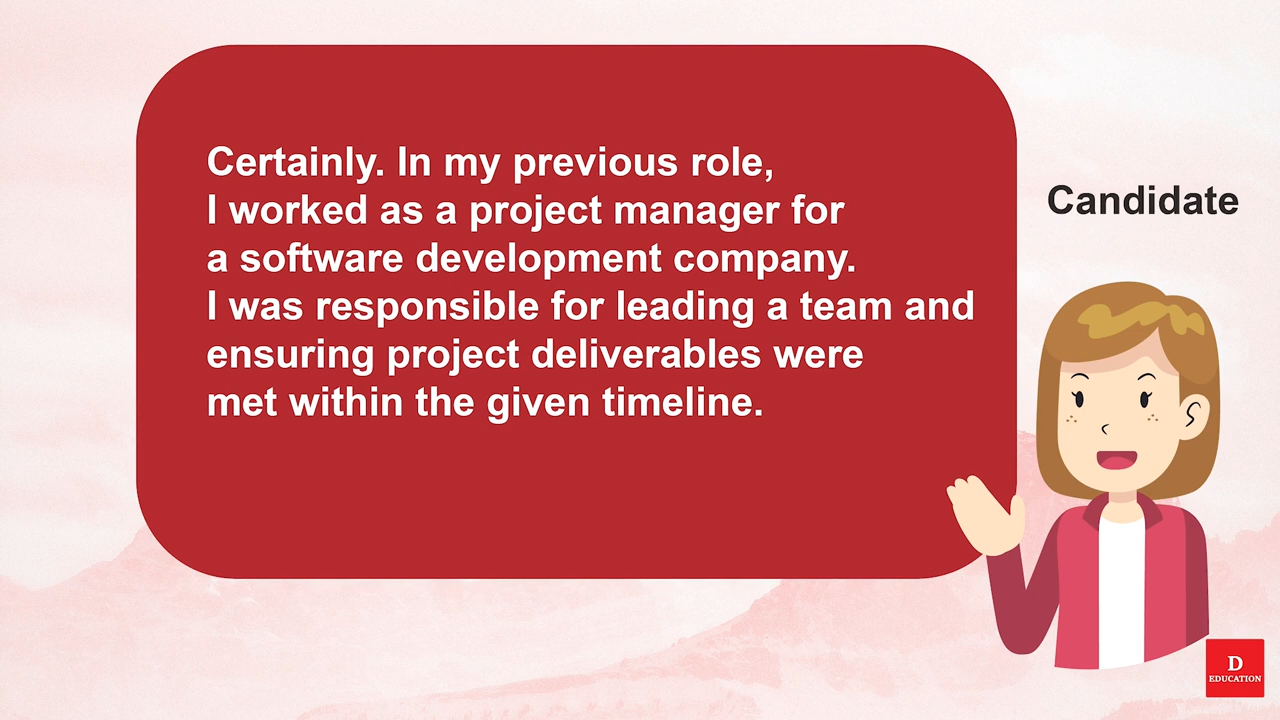 Certainly. In my previous role,
I worked as a project manager for
a software development company.
I was responsible for leading a team and
ensuring project deliverables were
met within the given timeline.
Candidate
D
EDUCATION